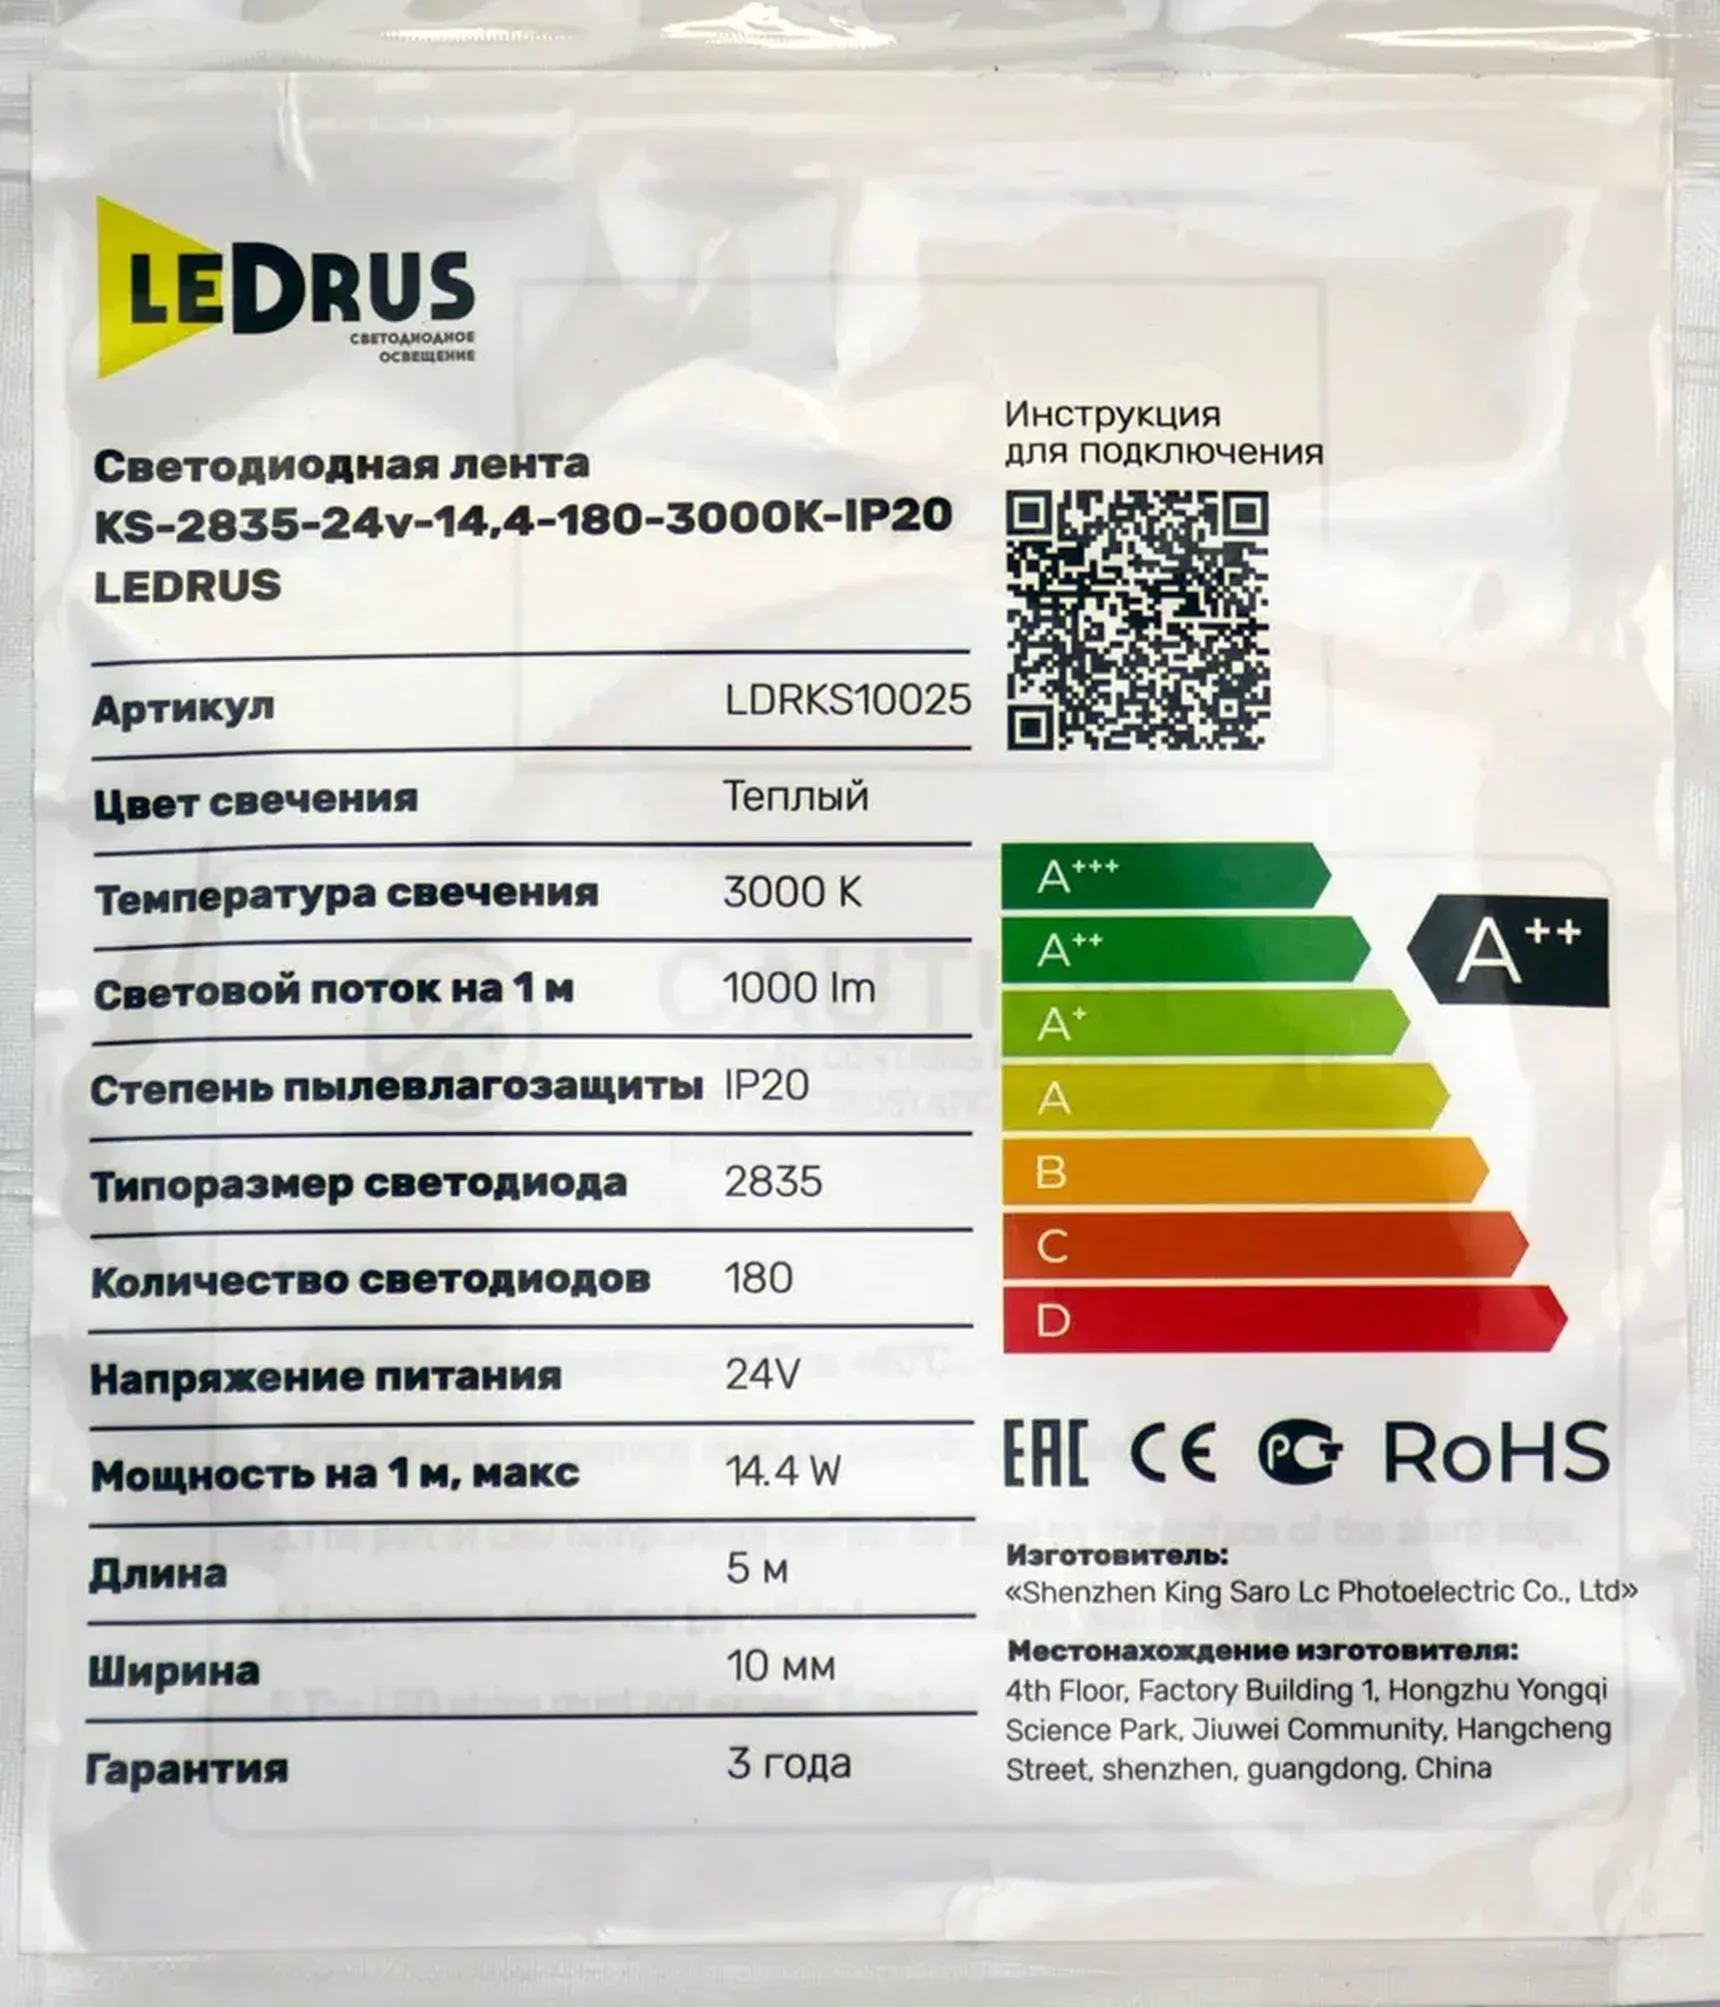 LEDRUS
СВЕТОДИОДНОЕ
ОСВЕЩЕНИЕ
Светодиодная лента
KS-2835-24v-14,4-180-3000K-IP20
LEDRUS
Инструкция
для подключения
Артикул LDRKS10025
Цвет свечения Теплый
Температура свечения 3000 K
Световой поток на 1 м 1000 lm
Степень пылевлагозащиты IP20
Типоразмер светодиода 2835
Количество светодиодов 180
Напряжение питания 24V
Мощность на 1 м, макс 14.4 W
Длина 5 м
Ширина 10 мм
Гарантия 3 года
A+++
A++
A++
A+
A
B
C
D
EAC CE РСТ RoHS
Изготовитель:
«Shenzhen King Saro Lc Photoelectric Co., Ltd»
Местонахождение изготовителя:
4th Floor, Factory Building 1, Hongzhu Yongqi
Science Park, Jiuwei Community, Hangcheng
Street, shenzhen, guangdong, China